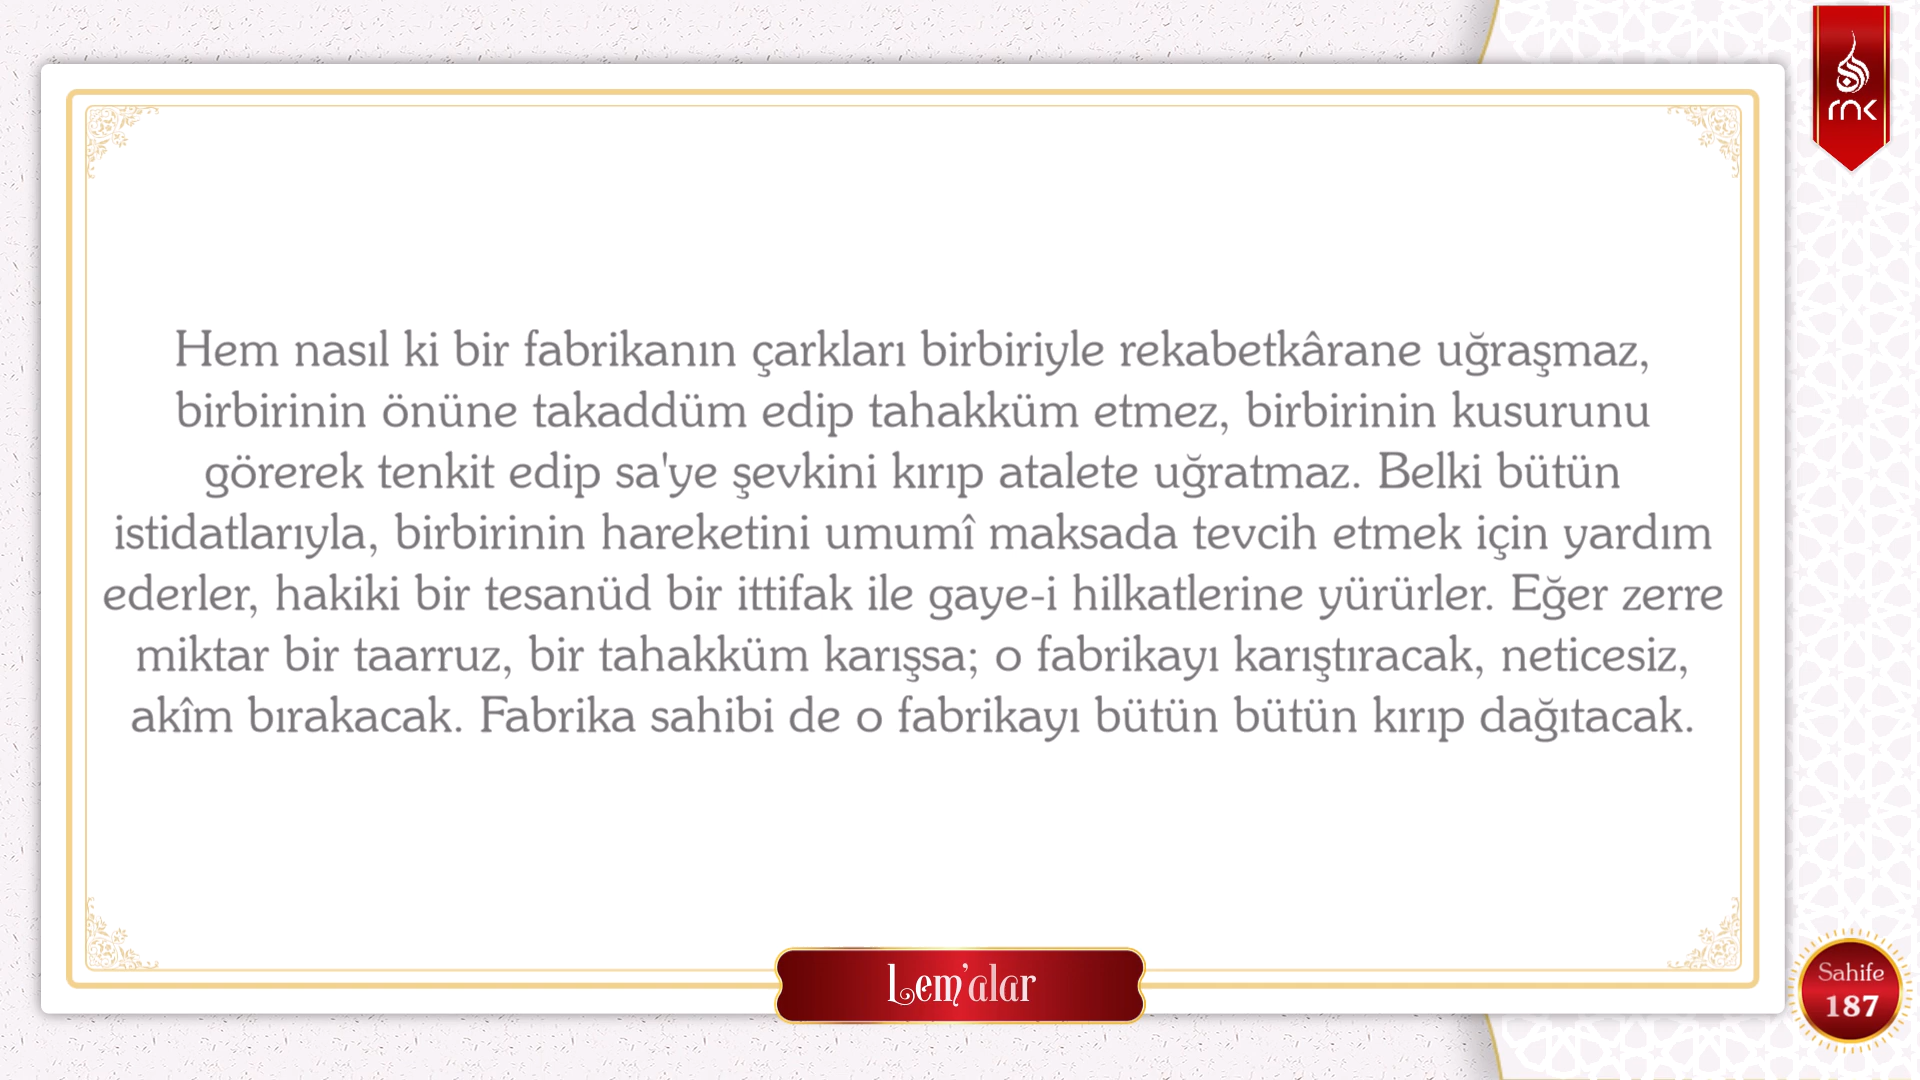 rnk
Hem nasıl ki bir fabrikanın çarkları birbiriyle rekabetkârane uğraşmaz,
birbirinin önüne takaddüm edip tahakküm etmez, birbirinin kusurunu
görerek tenkit edip sa'ye şevkini kırıp atalete uğratmaz. Belki bütün
istidatlarıyla, birbirinin hareketini umumî maksada tevcih etmek için yardım
ederler, hakiki bir tesanüd bir ittifak ile gaye-i hilkatlerine yürürler. Eğer zerre
miktar bir taarruz, bir tahakküm karışsa; o fabrikayı karıştıracak, neticesiz,
akîm bırakacak. Fabrika sahibi de o fabrikayı bütün bütün kırıp dağıtacak.
Lem'alar
Sahife
187